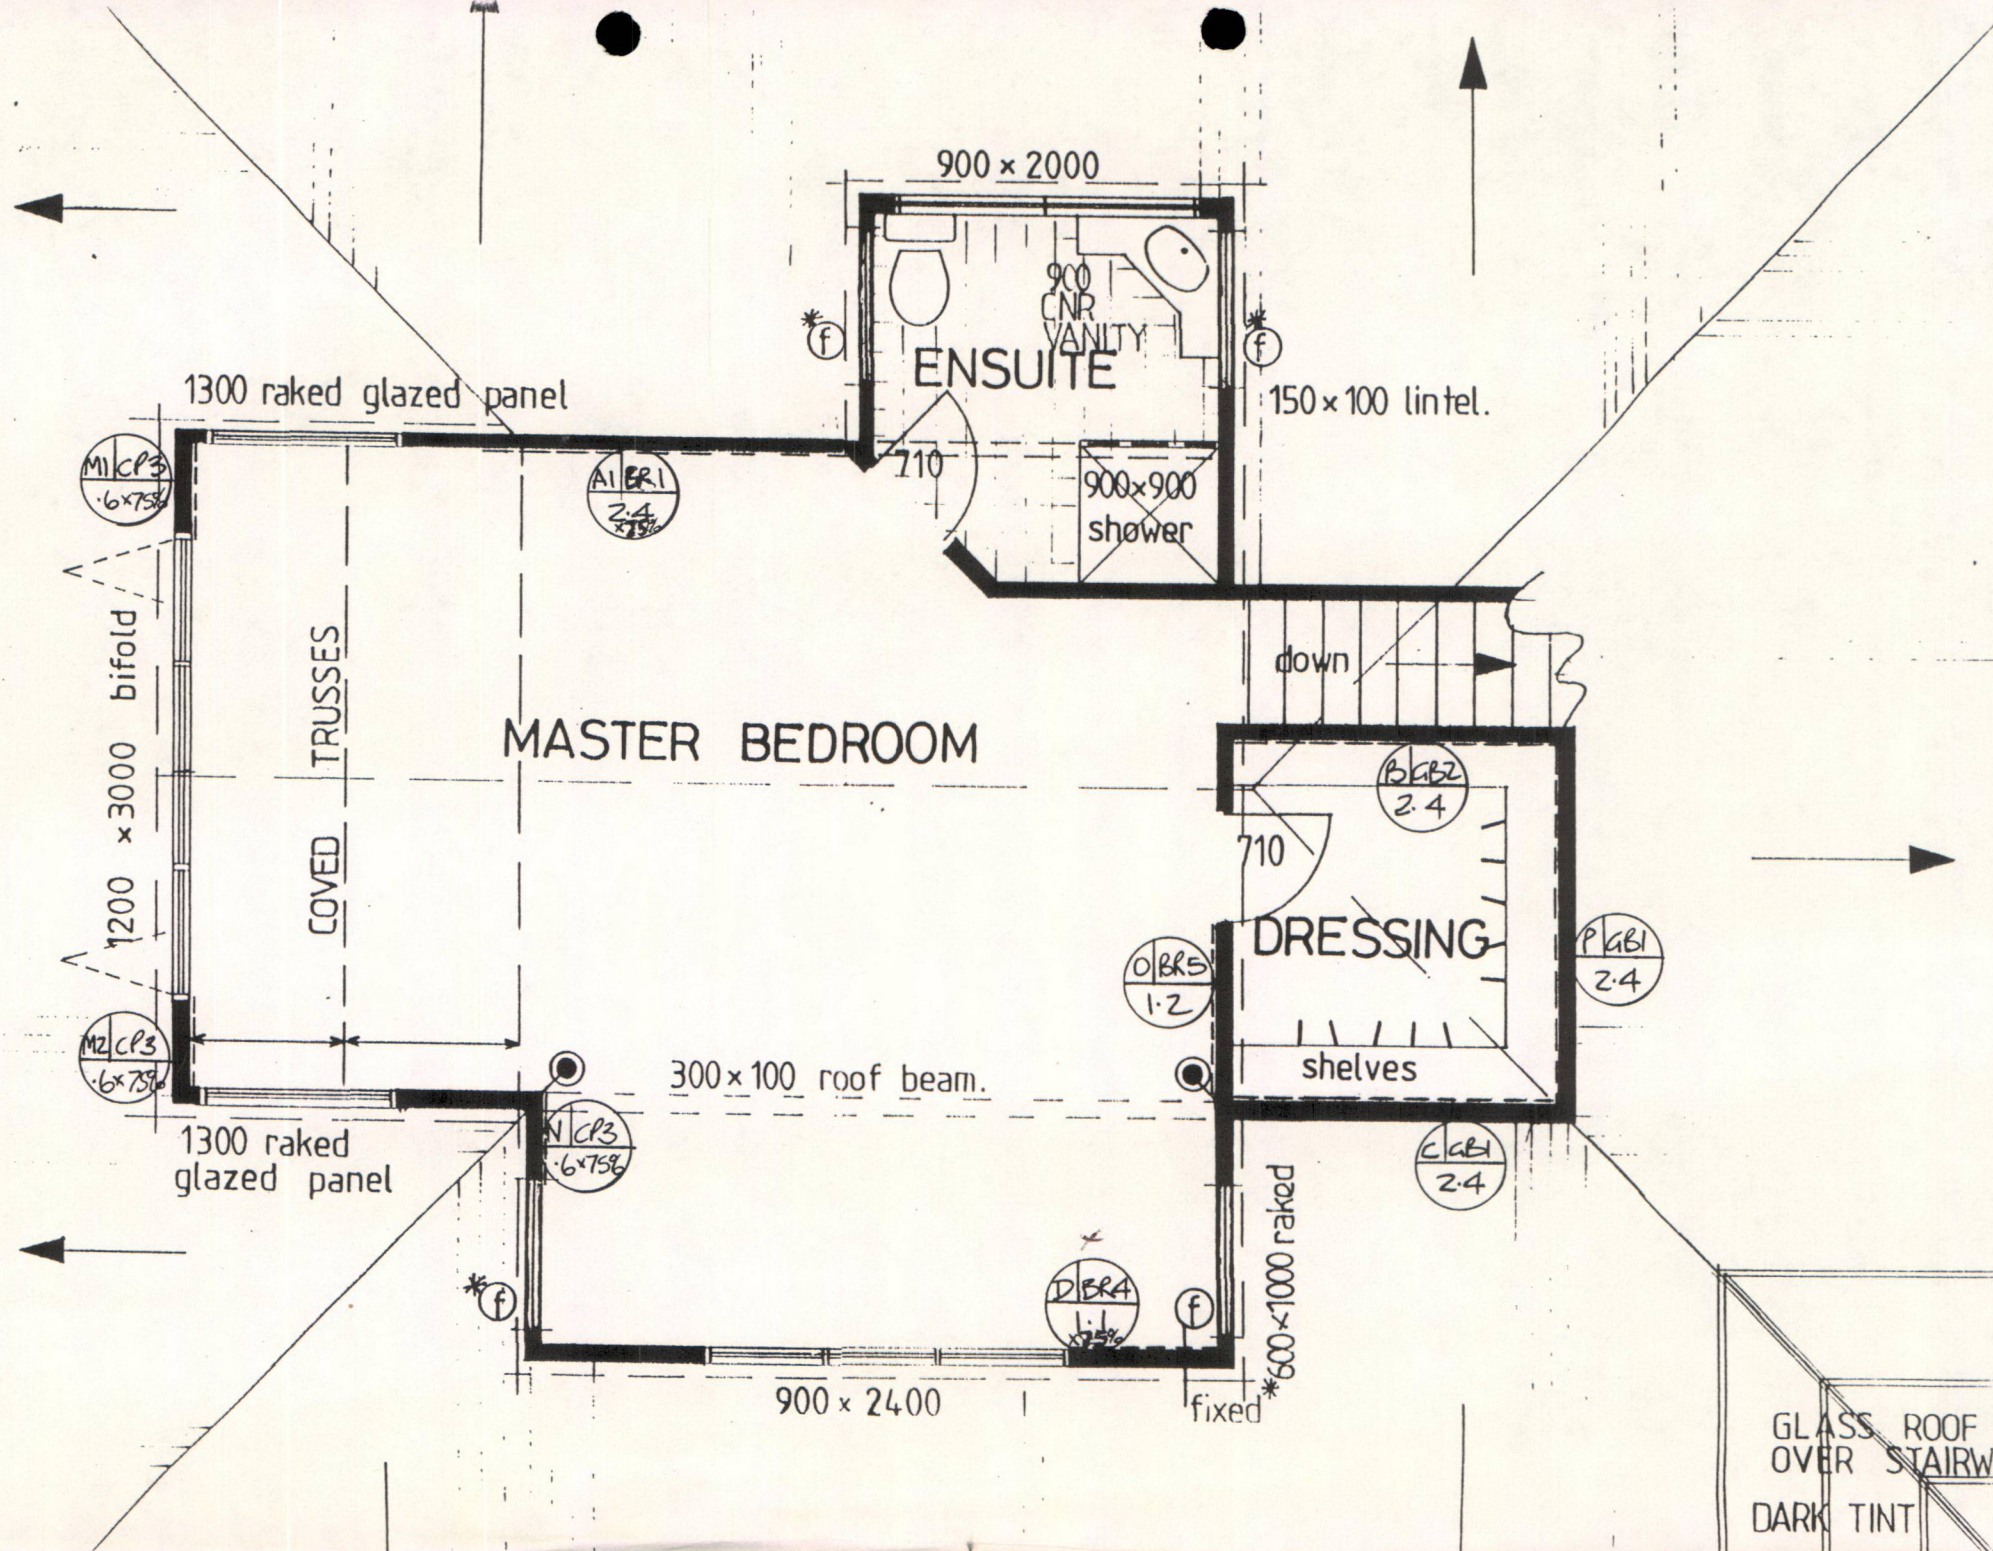 900 × 2000
900
CNR
VANITY
* f
* f
ENSUITE
1300 raked glazed panel
150 × 100 lintel.
M1 CP3
.6×75%
A1 BR1
2.4
×75%
710
900×900
shower
down
1200 × 3000 bifold
COVED TRUSSES
MASTER BEDROOM
B GB2
2.4
710
DRESSING
O BR5
1.2
P GB1
2.4
M2 CP3
.6×75%
300 × 100 roof beam.
shelves
1300 raked
glazed panel
N CP3
.6×75%
C GB1
2.4
* f
D BR4
1.1
×75%
f
*600×1000 raked
900 × 2400
fixed
GLASS ROOF
OVER STAIRW
DARK TINT